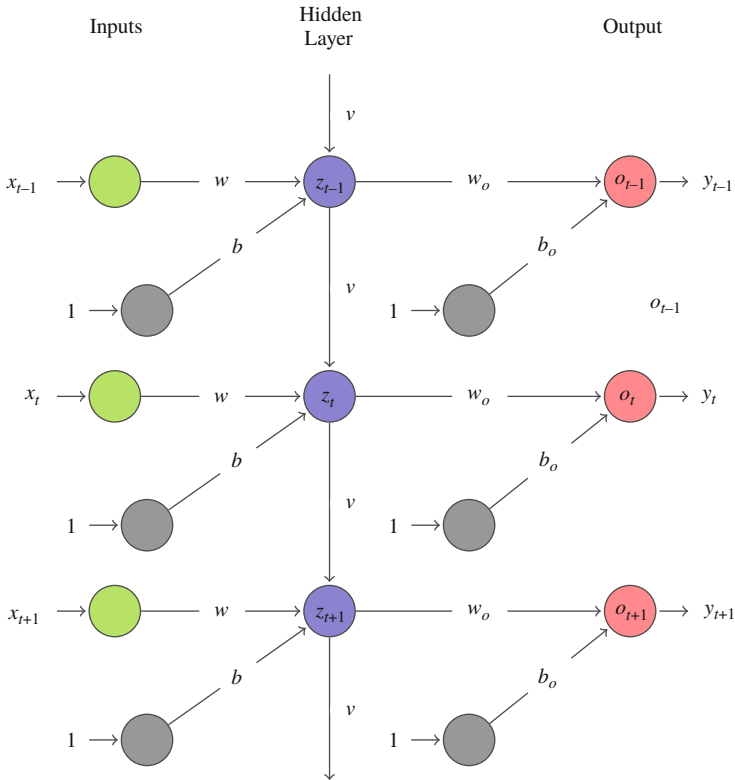 Inputs Hidden Layer Output
v
x_{t–1} w z_{t–1} w_o o_{t–1} y_{t–1}
b b_o
v
1 1 o_{t–1}
x_t w z_t w_o o_t y_t
b b_o
v
1 1
x_{t+1} w z_{t+1} w_o o_{t+1} y_{t+1}
b b_o
v
1 1